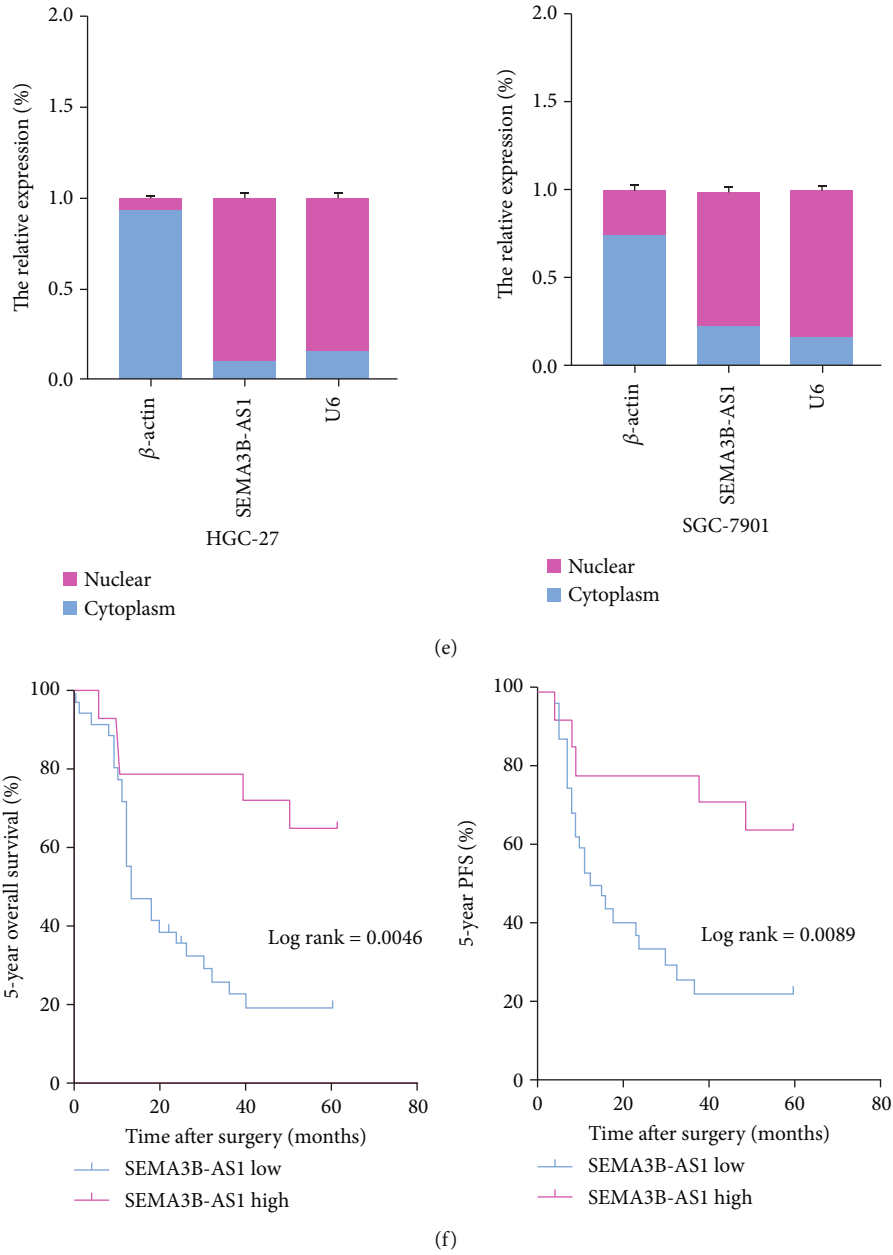 The relative expression (%)
2.0
1.5
1.0
0.5
0.0
β-actin
SEMA3B-AS1
U6
HGC-27
Nuclear
Cytoplasm
The relative expression (%)
2.0
1.5
1.0
0.5
0.0
β-actin
SEMA3B-AS1
U6
SGC-7901
Nuclear
Cytoplasm
(e)
5-year overall survival (%)
100
80
60
40
20
0
Log rank = 0.0046
0 20 40 60 80
Time after surgery (months)
SEMA3B-AS1 low
SEMA3B-AS1 high
5-year PFS (%)
100
80
60
40
20
0
Log rank = 0.0089
0 20 40 60 80
Time after surgery (months)
SEMA3B-AS1 low
SEMA3B-AS1 high
(f)